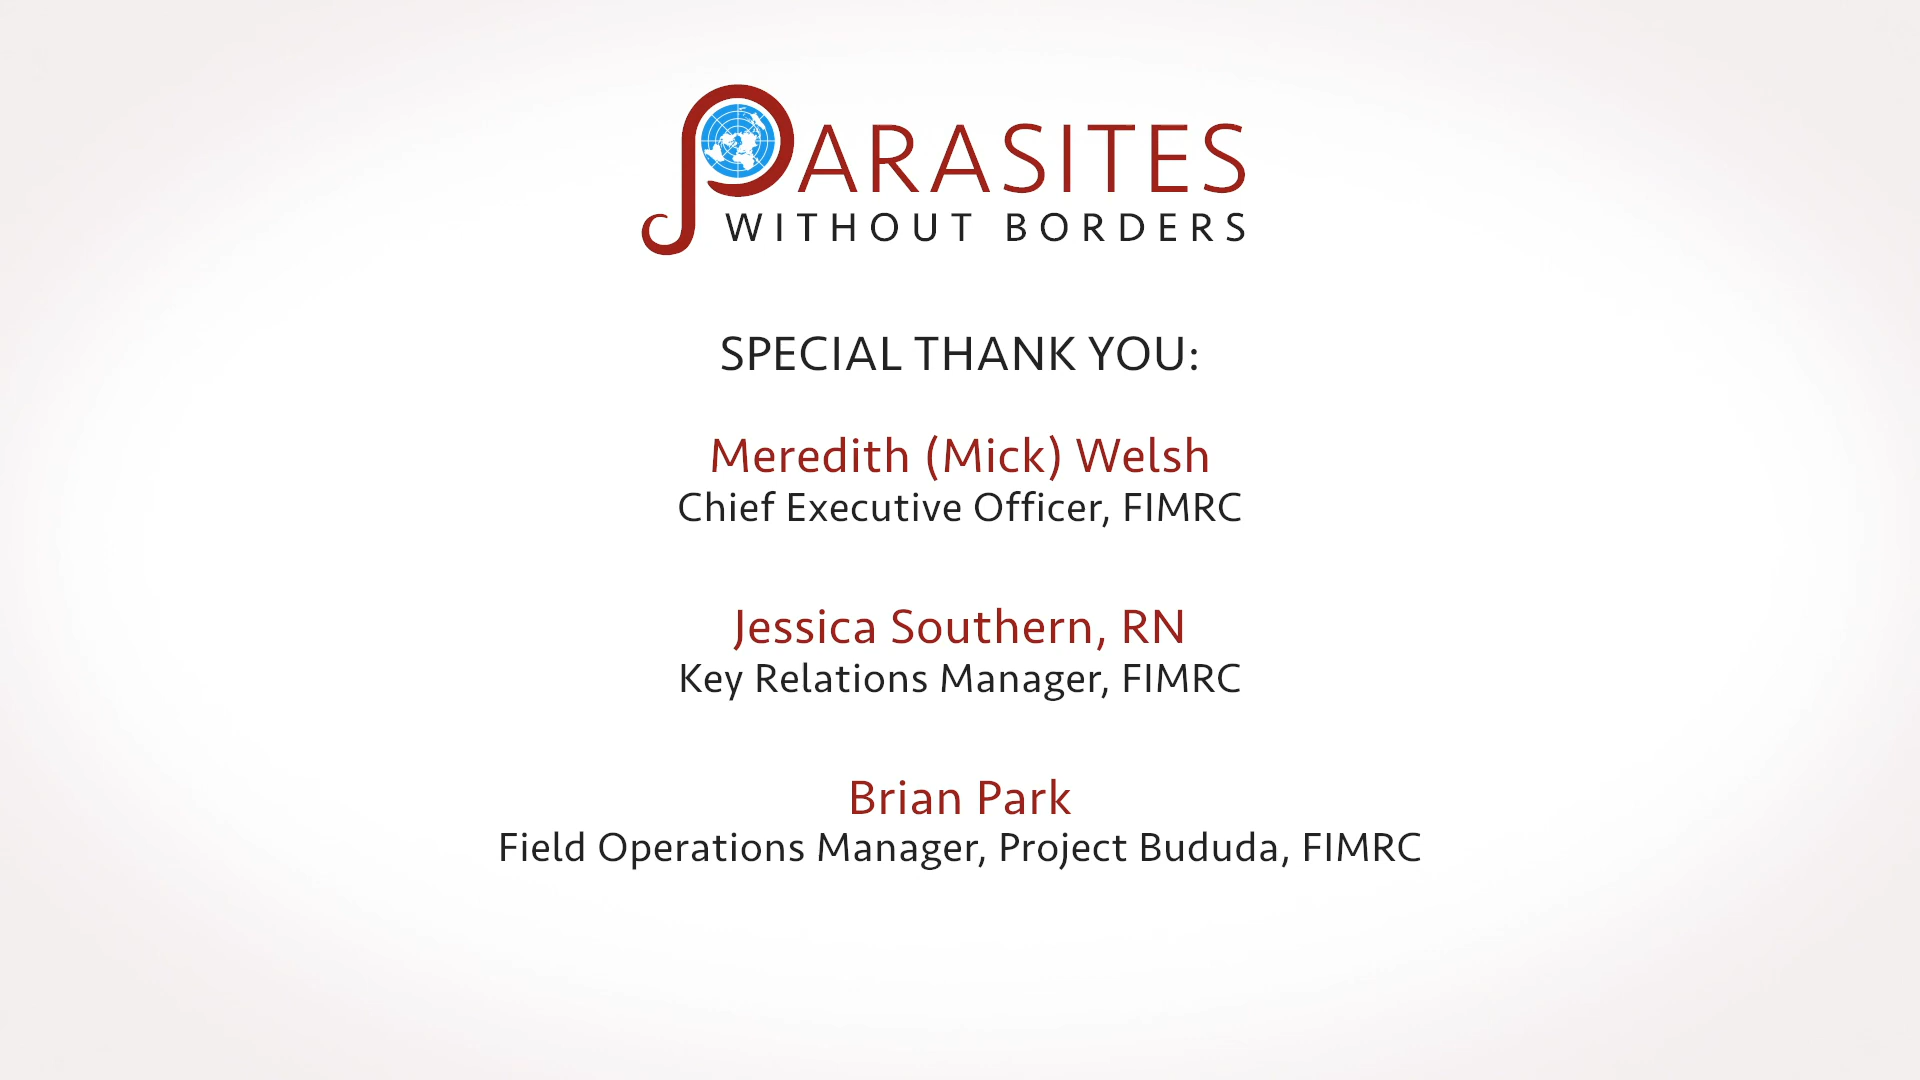 PARASITES
WITHOUT BORDERS
SPECIAL THANK YOU:
Meredith (Mick) Welsh
Chief Executive Officer, FIMRC
Jessica Southern, RN
Key Relations Manager, FIMRC
Brian Park
Field Operations Manager, Project Bududa, FIMRC